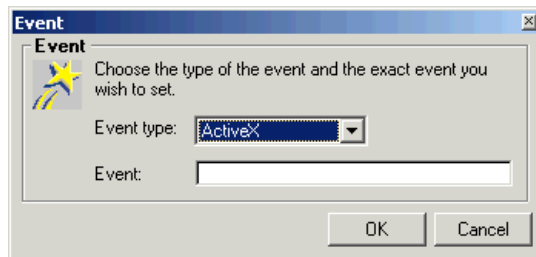 Event
Event
Choose the type of the event and the exact event you
wish to set.
Event type: ActiveX
Event:
OK Cancel